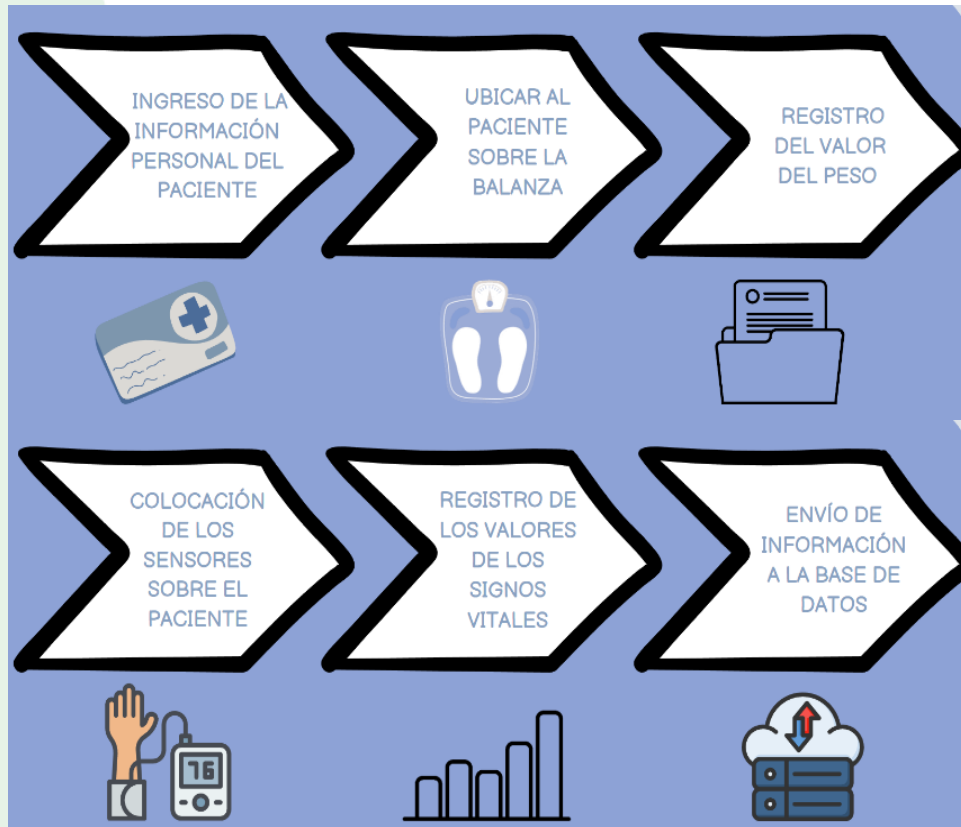 INGRESO DE LA
INFORMACIÓN
PERSONAL DEL
PACIENTE
UBICAR AL
PACIENTE
SOBRE LA
BALANZA
REGISTRO
DEL VALOR
DEL PESO
COLOCACIÓN
DE LOS
SENSORES
SOBRE EL
PACIENTE
76
REGISTRO DE
LOS VALORES
DE LOS
SIGNOS
VITALES
ENVÍO DE
INFORMACIÓN
A LA BASE DE
DATOS